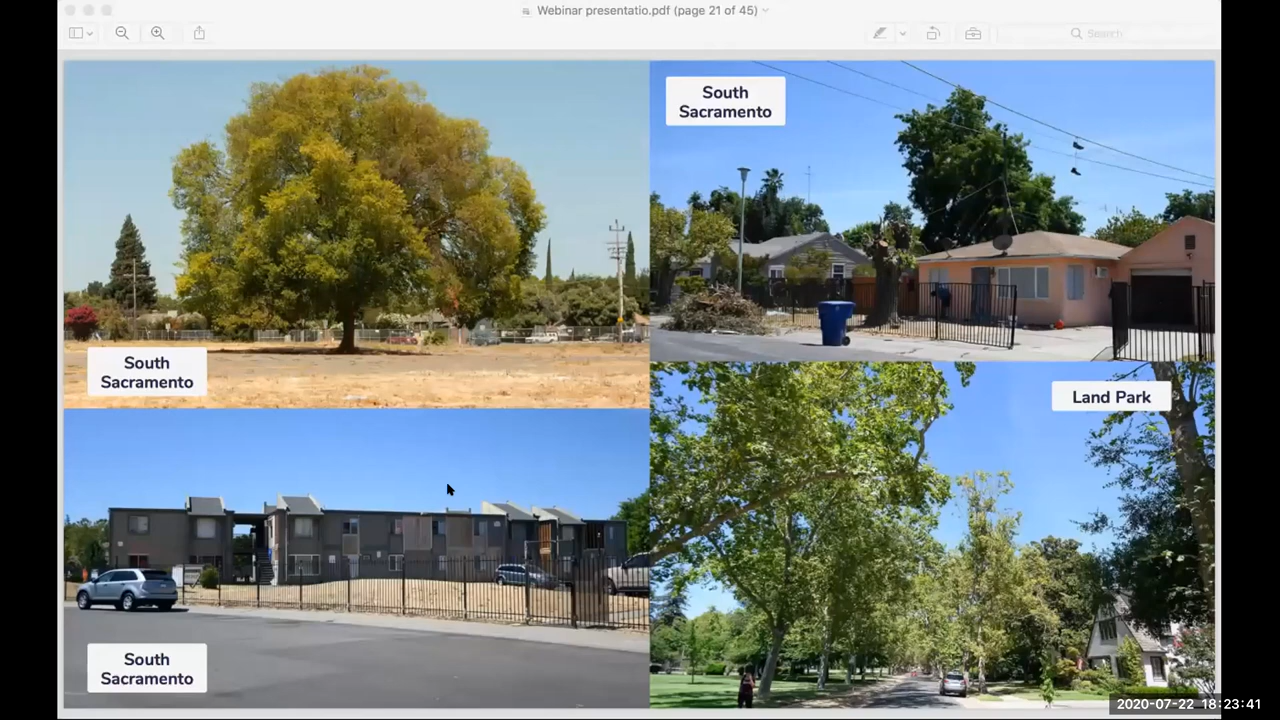 Webinar presentatio.pdf (page 21 of 45)
Search
South
Sacramento
South
Sacramento
South
Sacramento
Land Park
2020-07-22 18:23:41